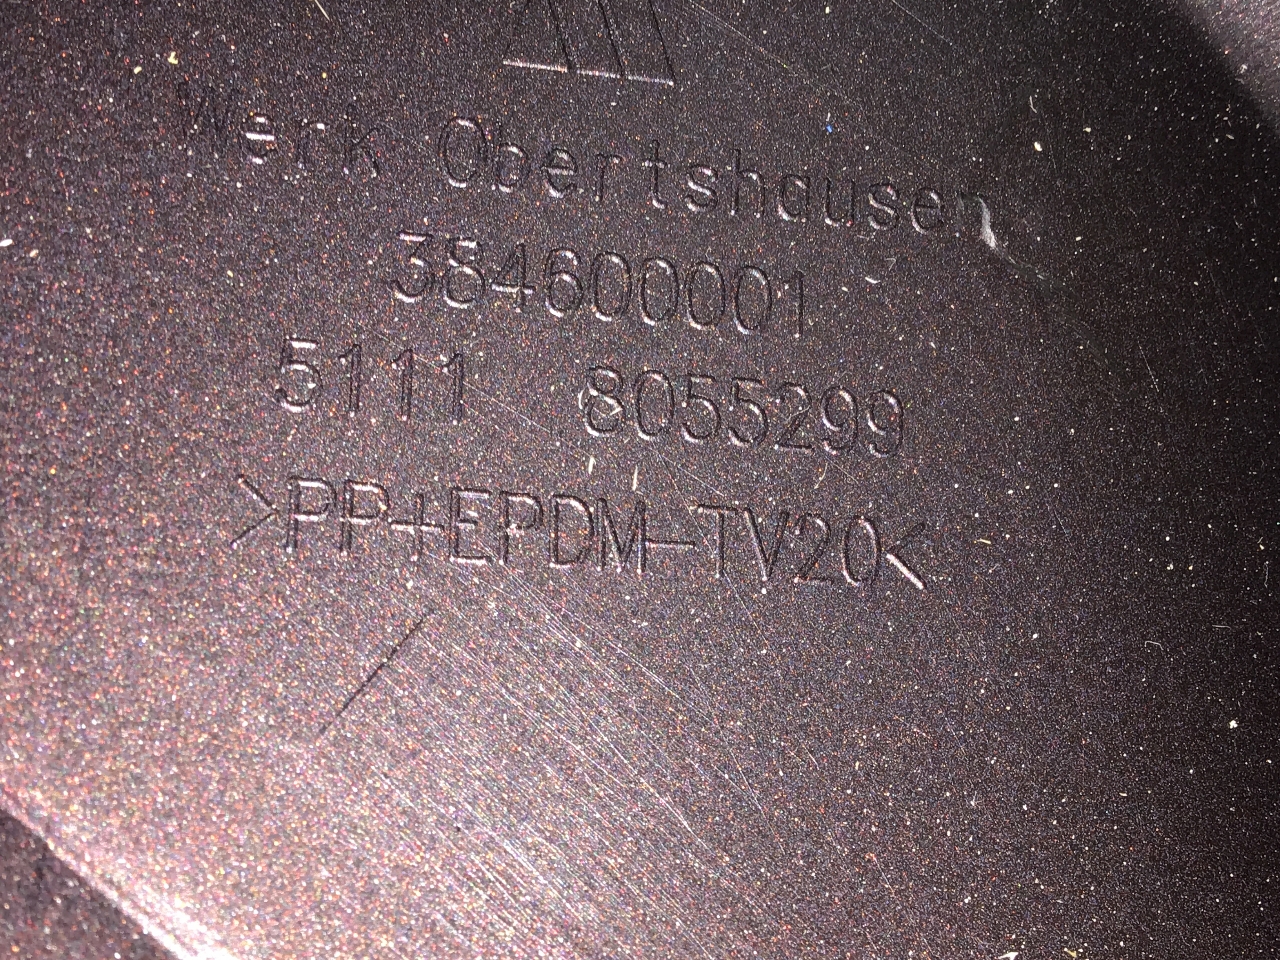 Werk Obertshausen
384600001
5111 8055299
>PP+EPDM-TV20<